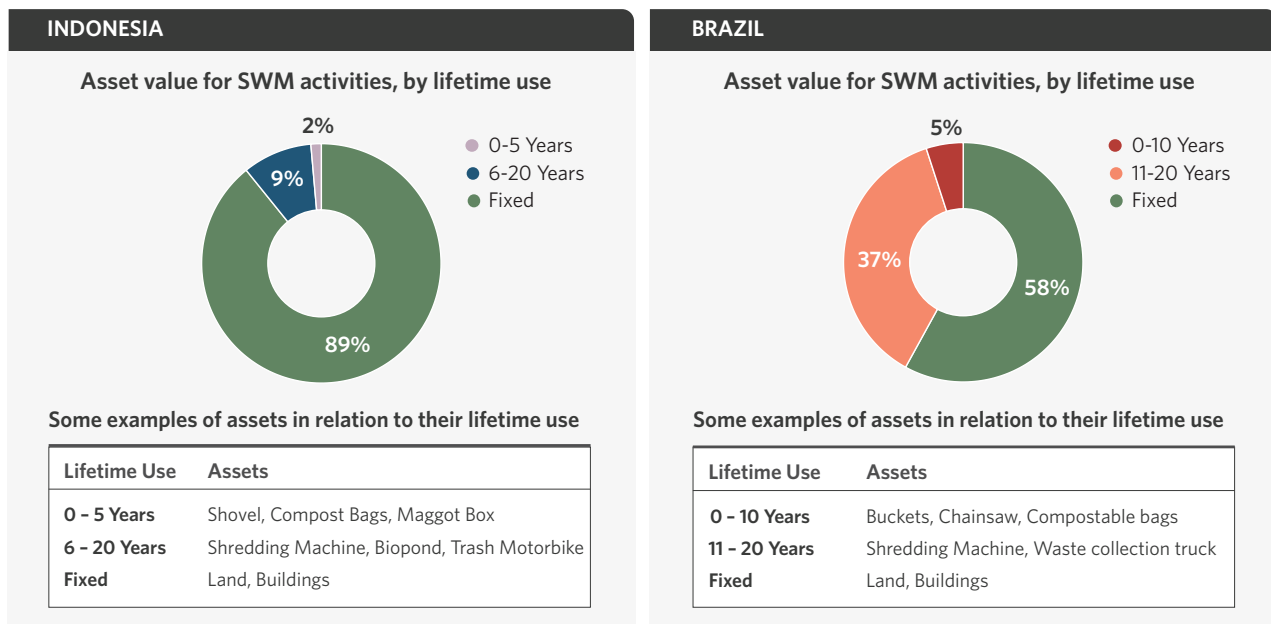 INDONESIA
Asset value for SWM activities, by lifetime use
2%
9%
89%
0-5 Years
6-20 Years
Fixed
Some examples of assets in relation to their lifetime use
Lifetime Use Assets
0 – 5 Years Shovel, Compost Bags, Maggot Box
6 – 20 Years Shredding Machine, Biopond, Trash Motorbike
Fixed Land, Buildings
BRAZIL
Asset value for SWM activities, by lifetime use
5%
37%
58%
0-10 Years
11-20 Years
Fixed
Some examples of assets in relation to their lifetime use
Lifetime Use Assets
0 – 10 Years Buckets, Chainsaw, Compostable bags
11 – 20 Years Shredding Machine, Waste collection truck
Fixed Land, Buildings